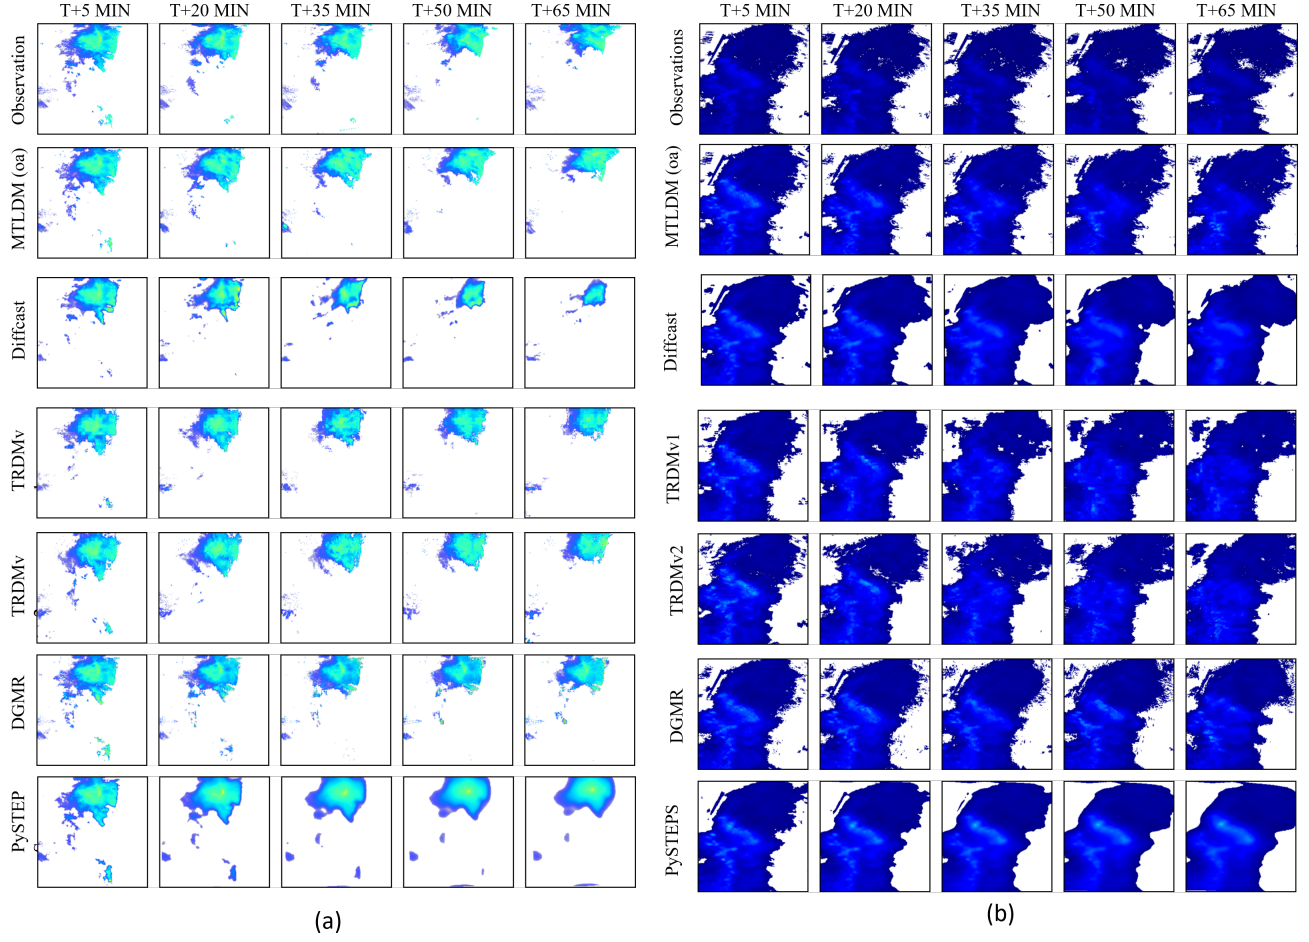 T+5 MIN T+20 MIN T+35 MIN T+50 MIN T+65 MIN
Observation
MTLDM (oa)
Diffcast
TRDMv
TRDMv
DGMR
PySTEP
(a)
T+5 MIN T+20 MIN T+35 MIN T+50 MIN T+65 MIN
Observations
MTLDM (oa)
Diffcast
TRDMv1
TRDMv2
DGMR
PySTEPS
(b)